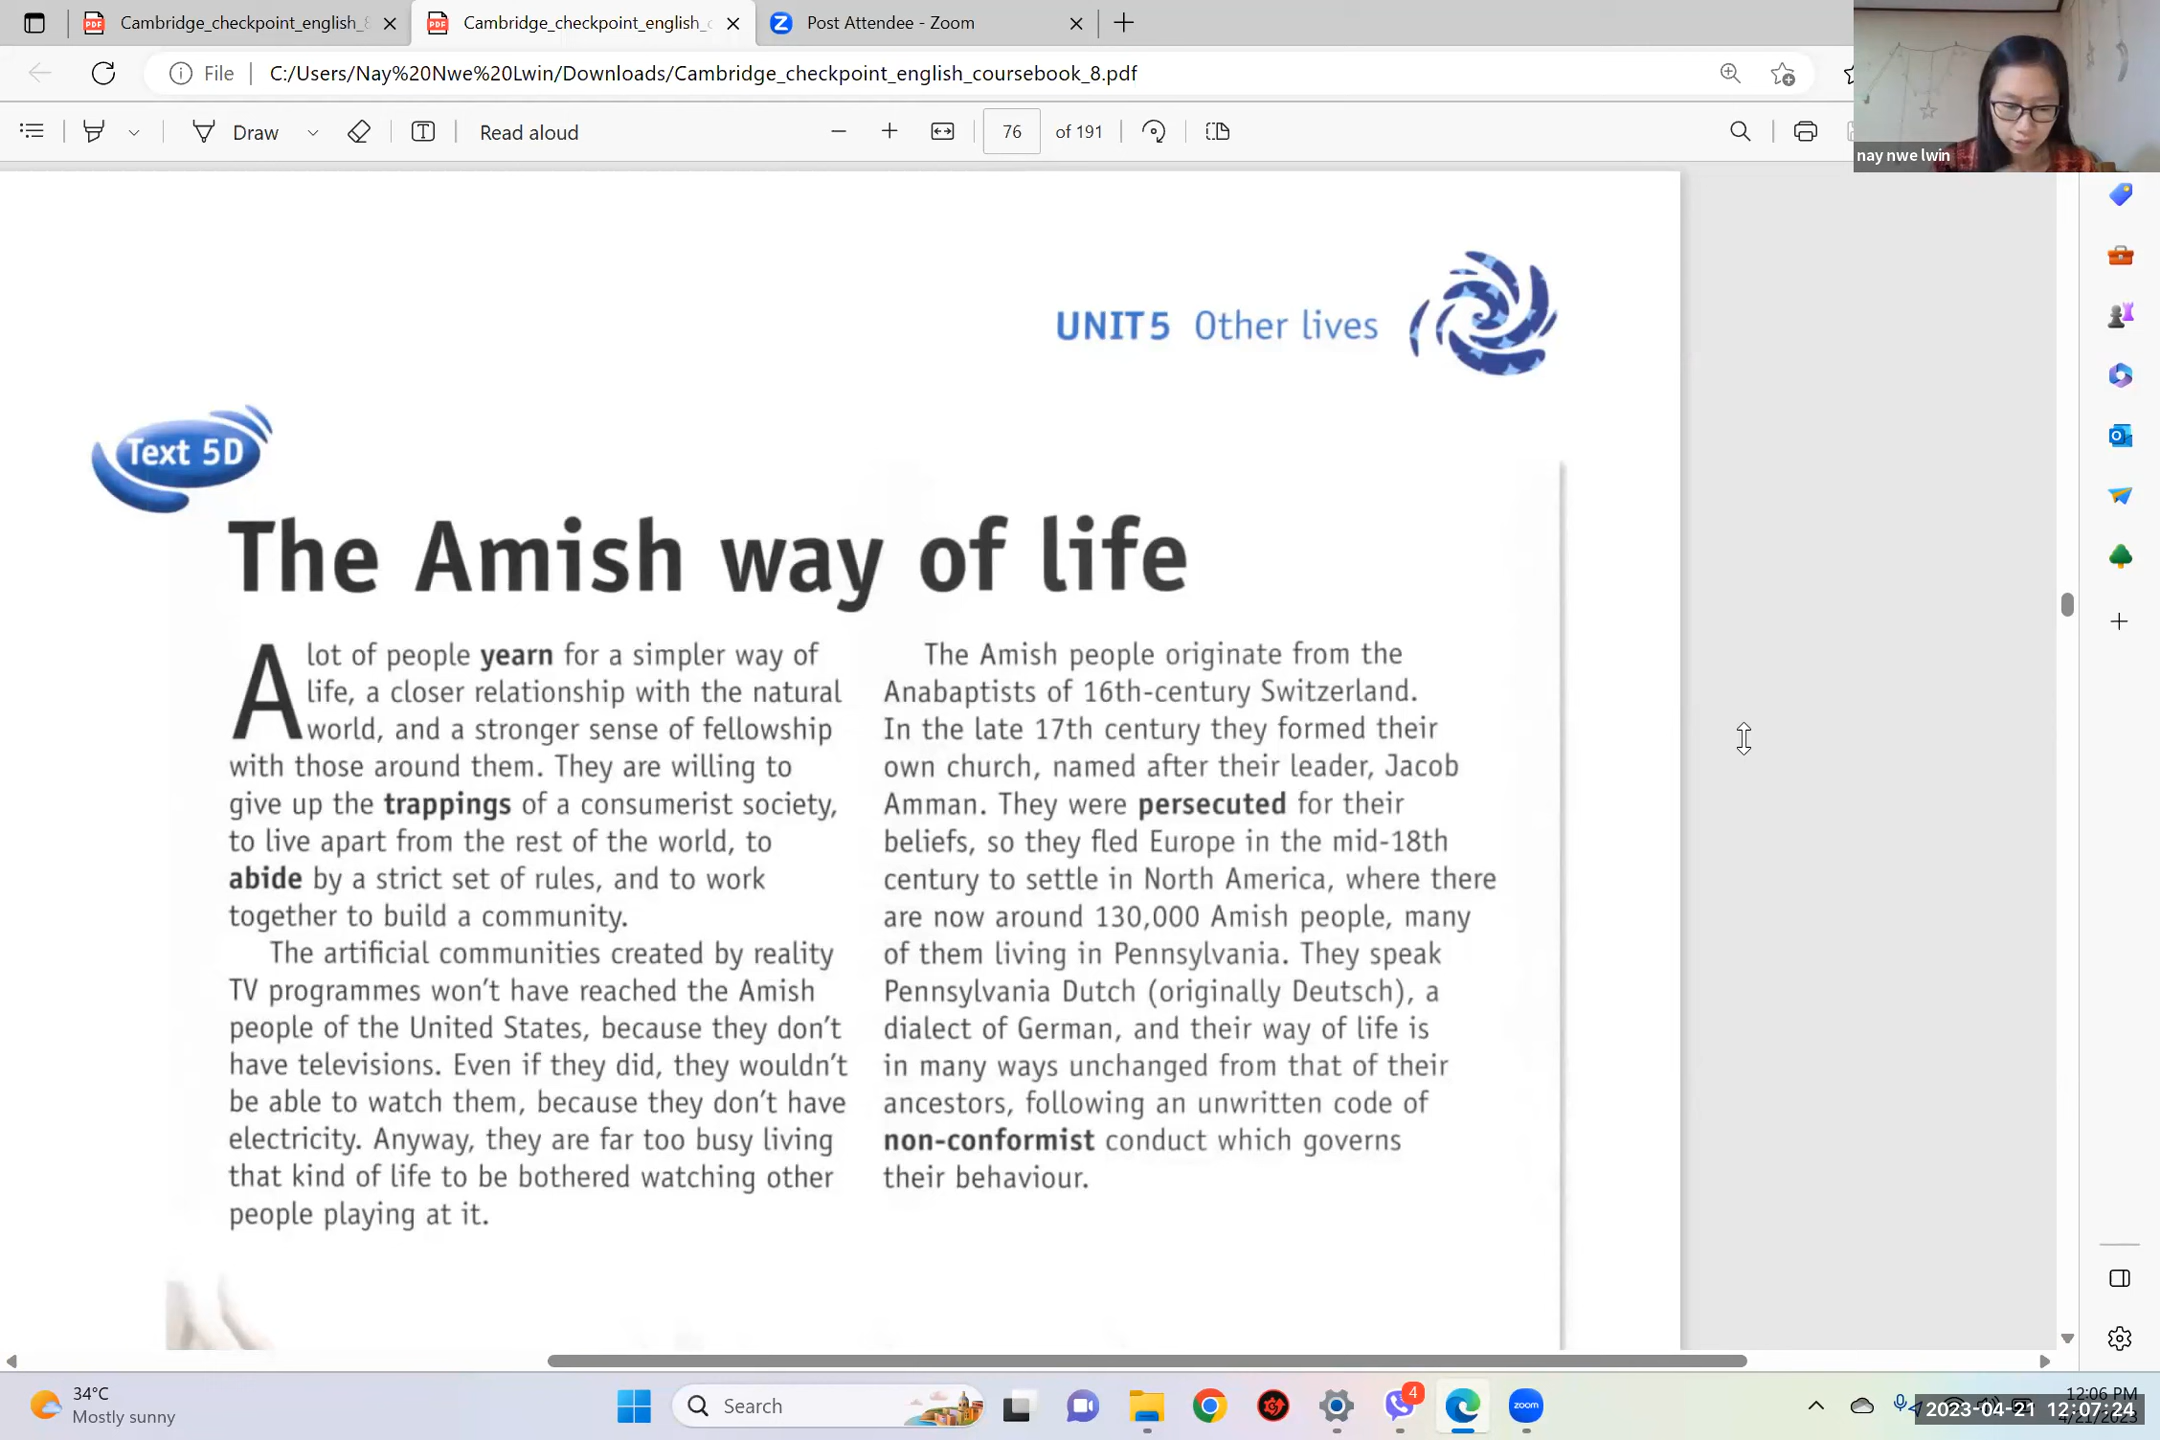 Cambridge_checkpoint_english_8
Cambridge_checkpoint_english_c
Post Attendee - Zoom
File
C:/Users/Nay%20Nwe%20Lwin/Downloads/Cambridge_checkpoint_english_coursebook_8.pdf
Draw
Read aloud
76
of 191
nay nwe lwin
UNIT 5 Other lives
Text 5D
The Amish way of life
A lot of people yearn for a simpler way of
life, a closer relationship with the natural
world, and a stronger sense of fellowship
with those around them. They are willing to
give up the trappings of a consumerist society,
to live apart from the rest of the world, to
abide by a strict set of rules, and to work
together to build a community.
The artificial communities created by reality
TV programmes won't have reached the Amish
people of the United States, because they don't
have televisions. Even if they did, they wouldn't
be able to watch them, because they don't have
electricity. Anyway, they are far too busy living
that kind of life to be bothered watching other
people playing at it.
The Amish people originate from the
Anabaptists of 16th-century Switzerland.
In the late 17th century they formed their
own church, named after their leader, Jacob
Amman. They were persecuted for their
beliefs, so they fled Europe in the mid-18th
century to settle in North America, where there
are now around 130,000 Amish people, many
of them living in Pennsylvania. They speak
Pennsylvania Dutch (originally Deutsch), a
dialect of German, and their way of life is
in many ways unchanged from that of their
ancestors, following an unwritten code of
non-conformist conduct which governs
their behaviour.
34°C
Mostly sunny
Search
4
zoom
12:06 PM
4/21/2023
2023-04-21 12:07:24